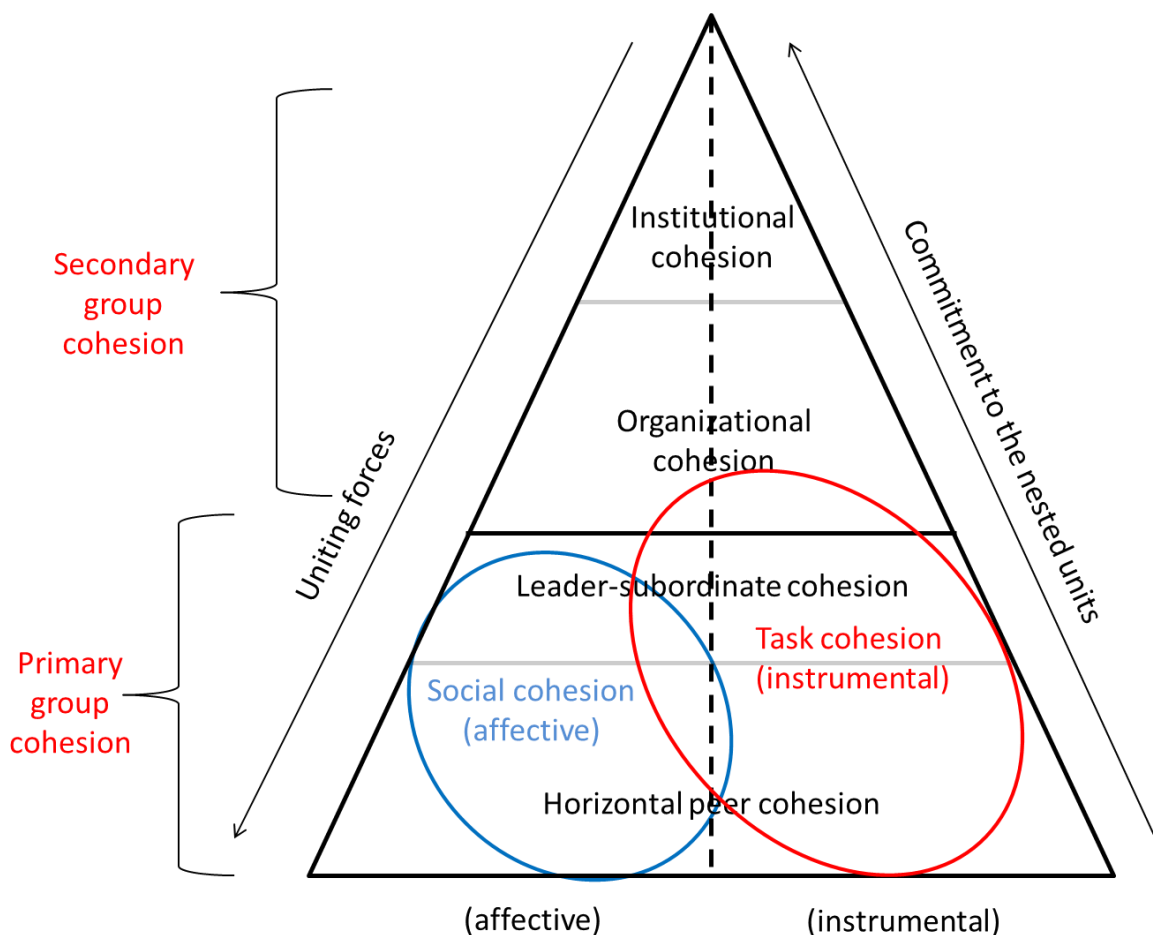 Institutional
cohesion
Secondary
group
cohesion
Commitment to the nested units
Organizational
cohesion
Uniting forces
Leader-subordinate cohesion
Task cohesion
(instrumental)
Primary
group
cohesion
Social cohesion
(affective)
Horizontal peer cohesion
(affective)
(instrumental)